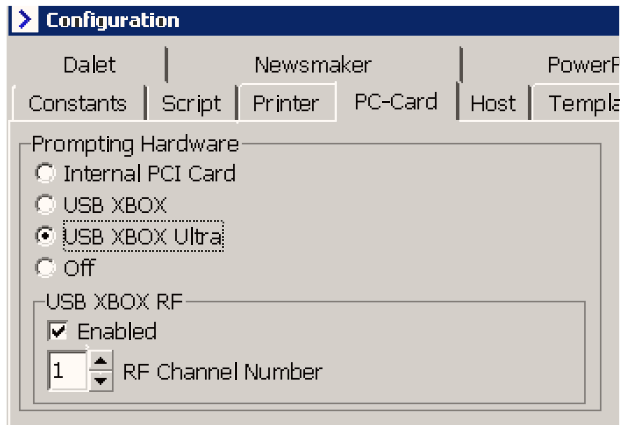 Configuration
Dalet Newsmaker
Constants Script Printer PC-Card Host
Prompting Hardware
Internal PCI Card
USB XBOX
USB XBOX Ultra
Off
USB XBOX RF
Enabled
1 RF Channel Number